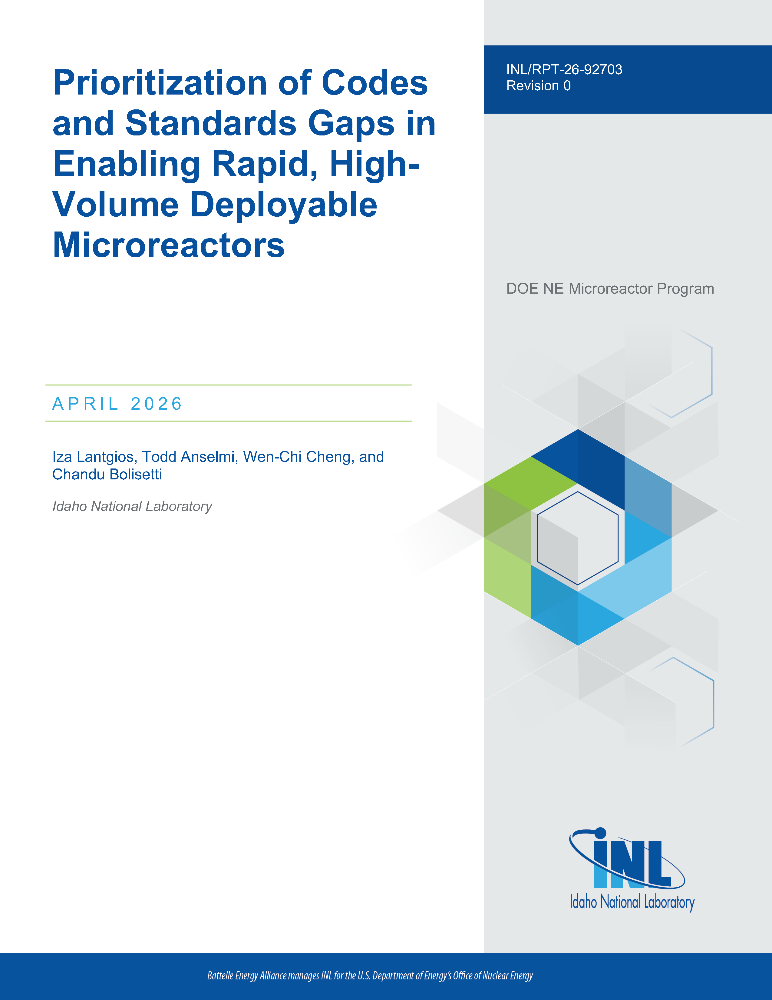 Prioritization of Codes
and Standards Gaps in
Enabling Rapid, High-
Volume Deployable
Microreactors
INL/RPT-26-92703
Revision 0
DOE NE Microreactor Program
APRIL 2026
Iza Lantgios, Todd Anselmi, Wen-Chi Cheng, and
Chandu Bolisetti
Idaho National Laboratory
INL
Idaho National Laboratory
Battelle Energy Alliance manages INL for the U.S. Department of Energy's Office of Nuclear Energy